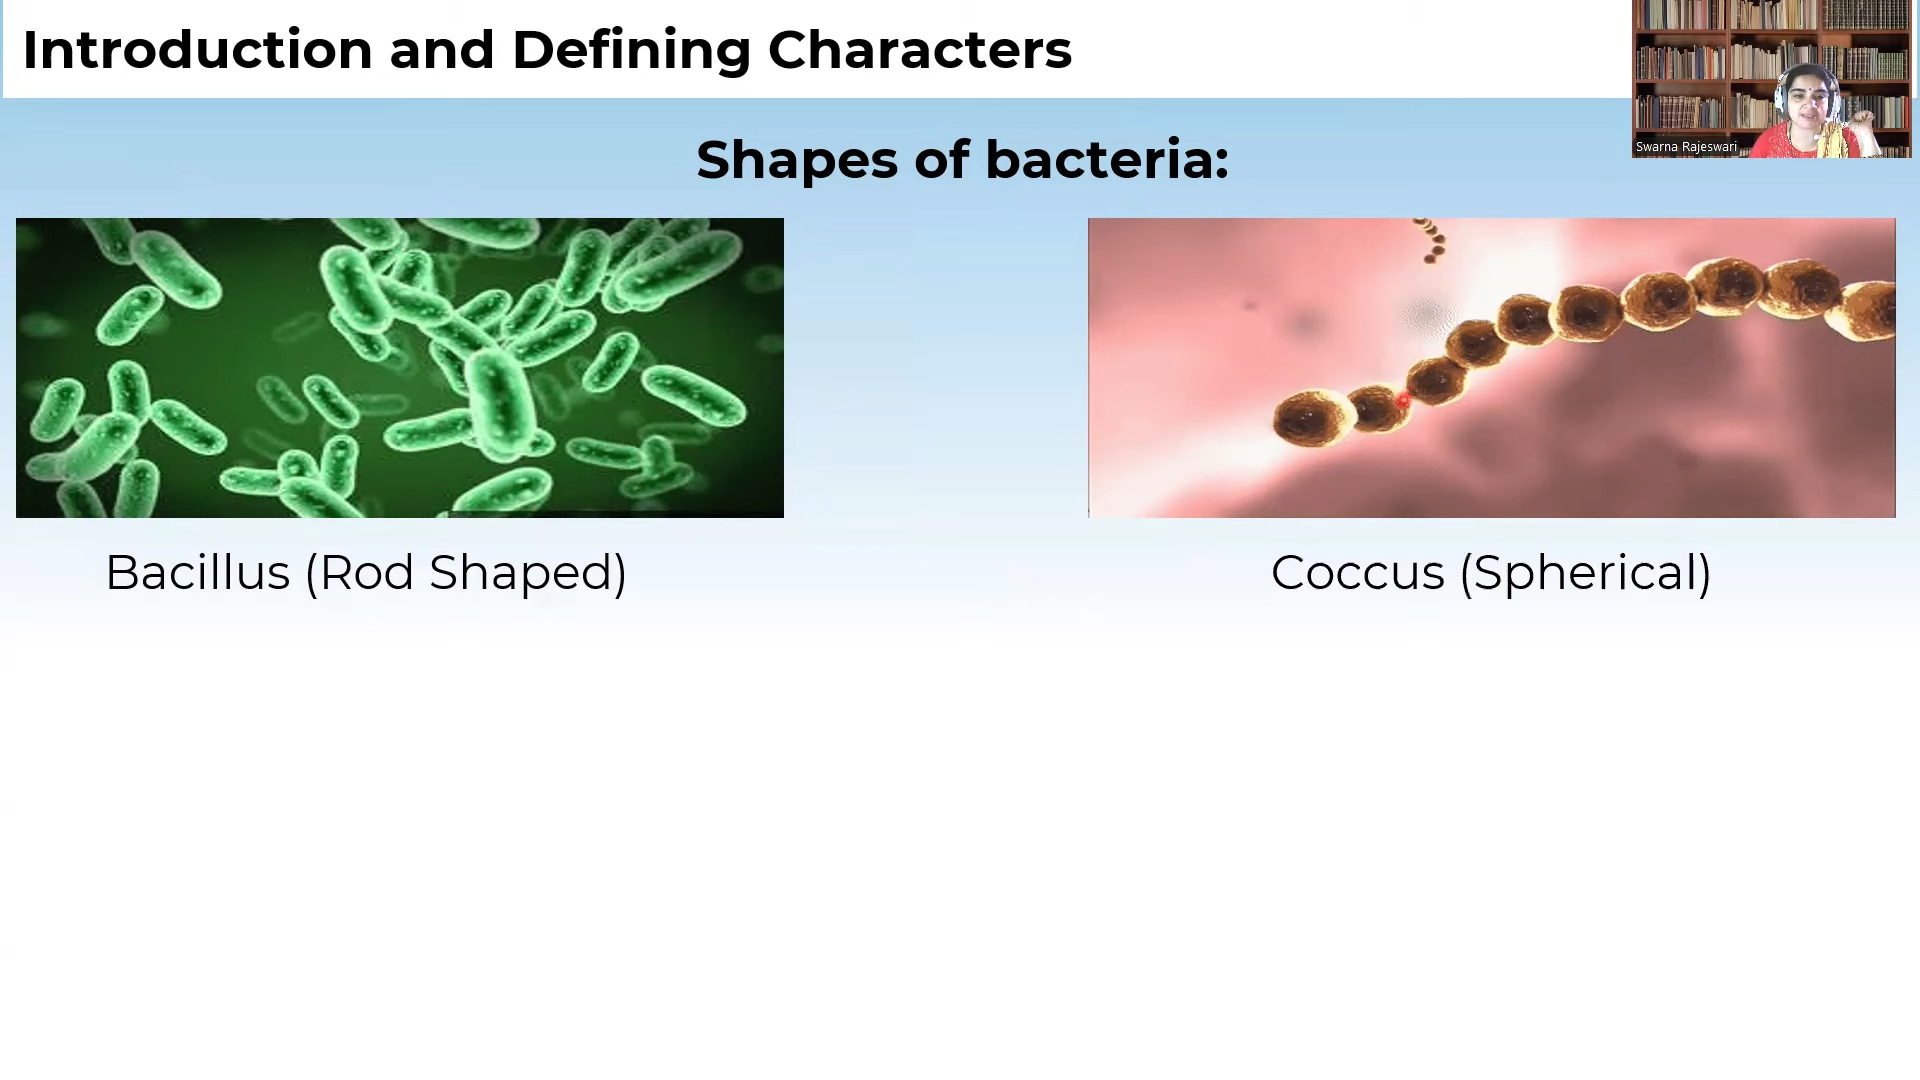 Introduction and Defining Characters
Swarna Rajeswari
Shapes of bacteria:
Bacillus (Rod Shaped)
Coccus (Spherical)